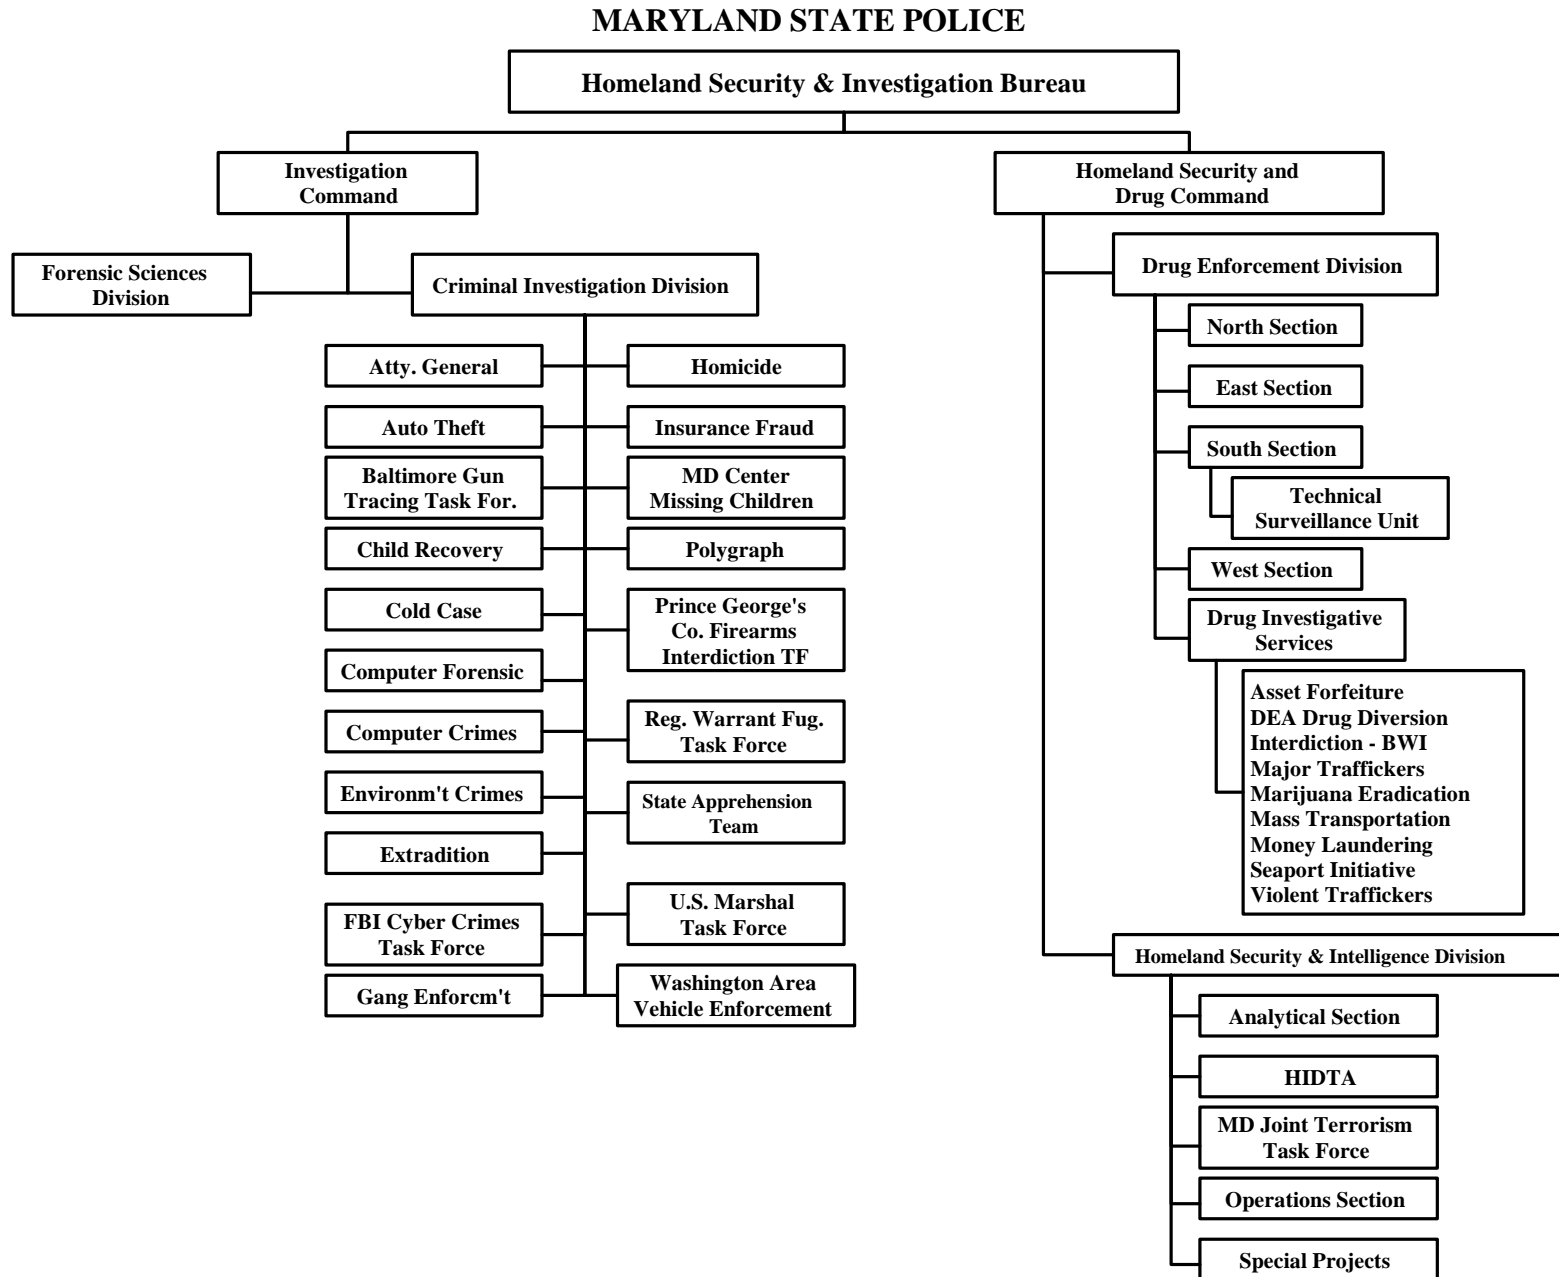 MARYLAND STATE POLICE
Homeland Security & Investigation Bureau
Investigation
Command
Forensic Sciences
Division
Criminal Investigation Division
Atty. General
Auto Theft
Baltimore Gun
Tracing Task For.
Child Recovery
Cold Case
Computer Forensic
Computer Crimes
Environm't Crimes
Extradition
FBI Cyber Crimes
Task Force
Gang Enforcm't
Homicide
Insurance Fraud
MD Center
Missing Children
Polygraph
Prince George's
Co. Firearms
Interdiction TF
Reg. Warrant Fug.
Task Force
State Apprehension
Team
U.S. Marshal
Task Force
Washington Area
Vehicle Enforcement
Homeland Security and
Drug Command
Drug Enforcement Division
North Section
East Section
South Section
Technical
Surveillance Unit
West Section
Drug Investigative
Services
Asset Forfeiture
DEA Drug Diversion
Interdiction - BWI
Major Traffickers
Marijuana Eradication
Mass Transportation
Money Laundering
Seaport Initiative
Violent Traffickers
Homeland Security & Intelligence Division
Analytical Section
HIDTA
MD Joint Terrorism
Task Force
Operations Section
Special Projects